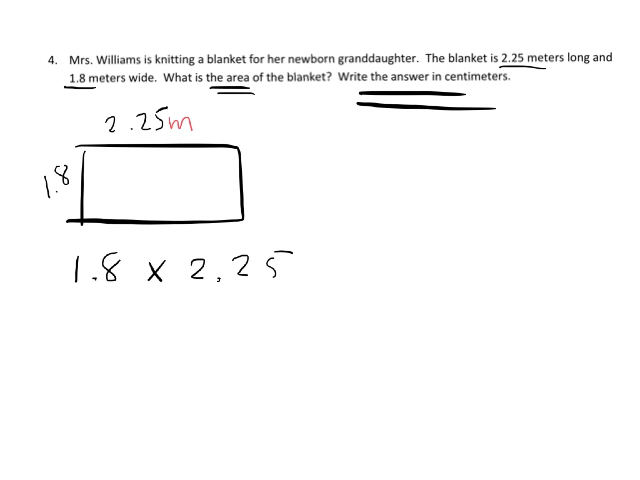 4. Mrs. Williams is knitting a blanket for her newborn granddaughter. The blanket is 2.25 meters long and
1.8 meters wide. What is the area of the blanket? Write the answer in centimeters.
2.25m
1.8
1.8 x 2.25